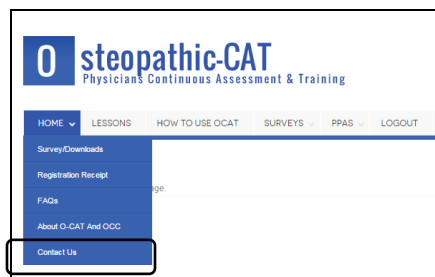 Osteopathic-CAT
Physicians Continuous Assessment & Training
HOME LESSONS HOW TO USE OCAT SURVEYS PPAS LOGOUT
Survey/Downloads
Registration Receipt
age.
FAQs
About O-CAT And OCC
Contact Us